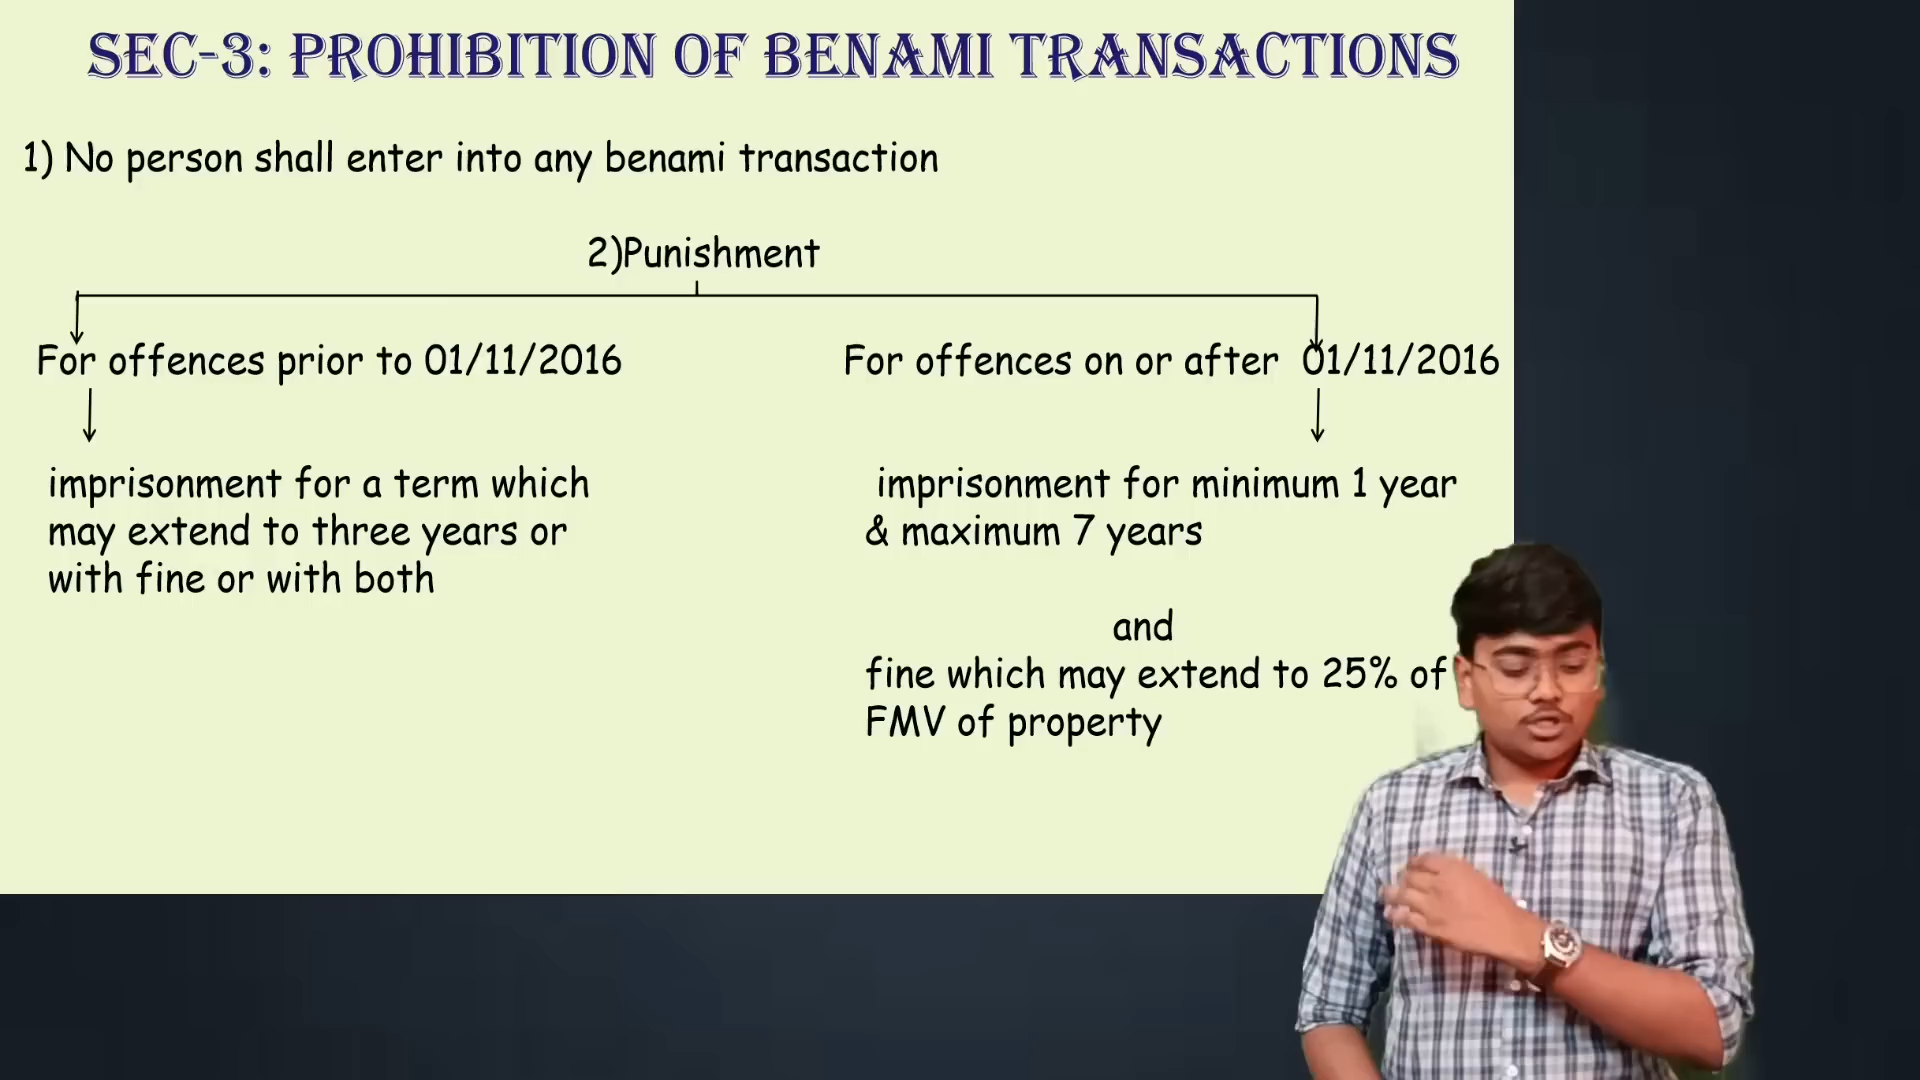 SEC-3: PROHIBITION OF BENAMI TRANSACTIONS
1) No person shall enter into any benami transaction
2)Punishment
For offences prior to 01/11/2016
For offences on or after 01/11/2016
imprisonment for a term which
may extend to three years or
with fine or with both
imprisonment for minimum 1 year
& maximum 7 years
and
fine which may extend to 25% of
FMV of property